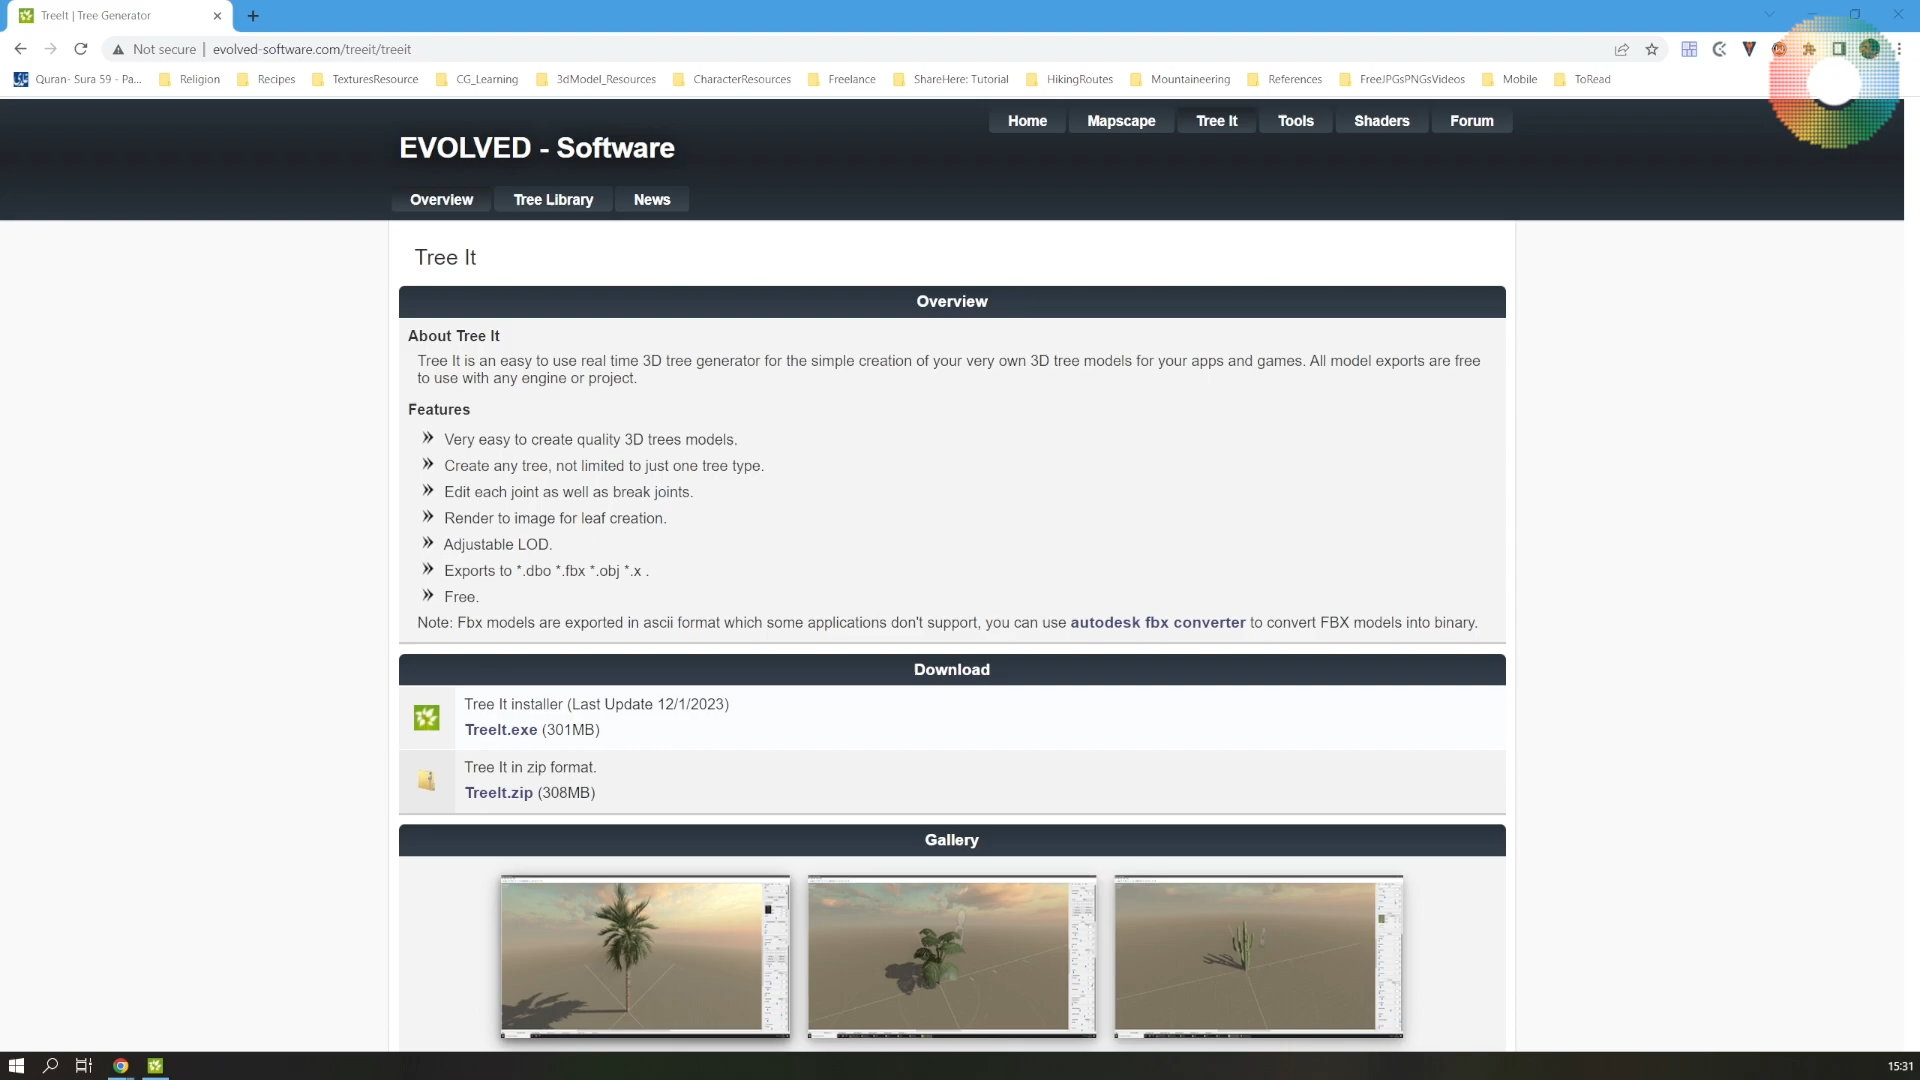 TreeIt | Tree Generator
Not secure
evolved-software.com/treeit/treeit
Quran- Sura 59 - Pa...
Religion
Recipes
TexturesResource
CG_Learning
3dModel_Resources
CharacterResources
Freelance
ShareHere: Tutorial
HikingRoutes
Mountaineering
References
FreeJPGsPNGsVideos
Mobile
ToRead
Home
Mapscape
Tree It
Tools
Shaders
Forum
EVOLVED - Software
Overview
Tree Library
News
Tree It
Overview
About Tree It
Tree It is an easy to use real time 3D tree generator for the simple creation of your very own 3D tree models for your apps and games. All model exports are free
to use with any engine or project.
Features
Very easy to create quality 3D trees models.
Create any tree, not limited to just one tree type.
Edit each joint as well as break joints.
Render to image for leaf creation.
Adjustable LOD.
Exports to *.dbo *.fbx *.obj *.x .
Free.
Note: Fbx models are exported in ascii format which some applications don't support, you can use autodesk fbx converter to convert FBX models into binary.
Download
Tree It installer (Last Update 12/1/2023)
TreeIt.exe (301MB)
Tree It in zip format.
TreeIt.zip (308MB)
Gallery
15:31